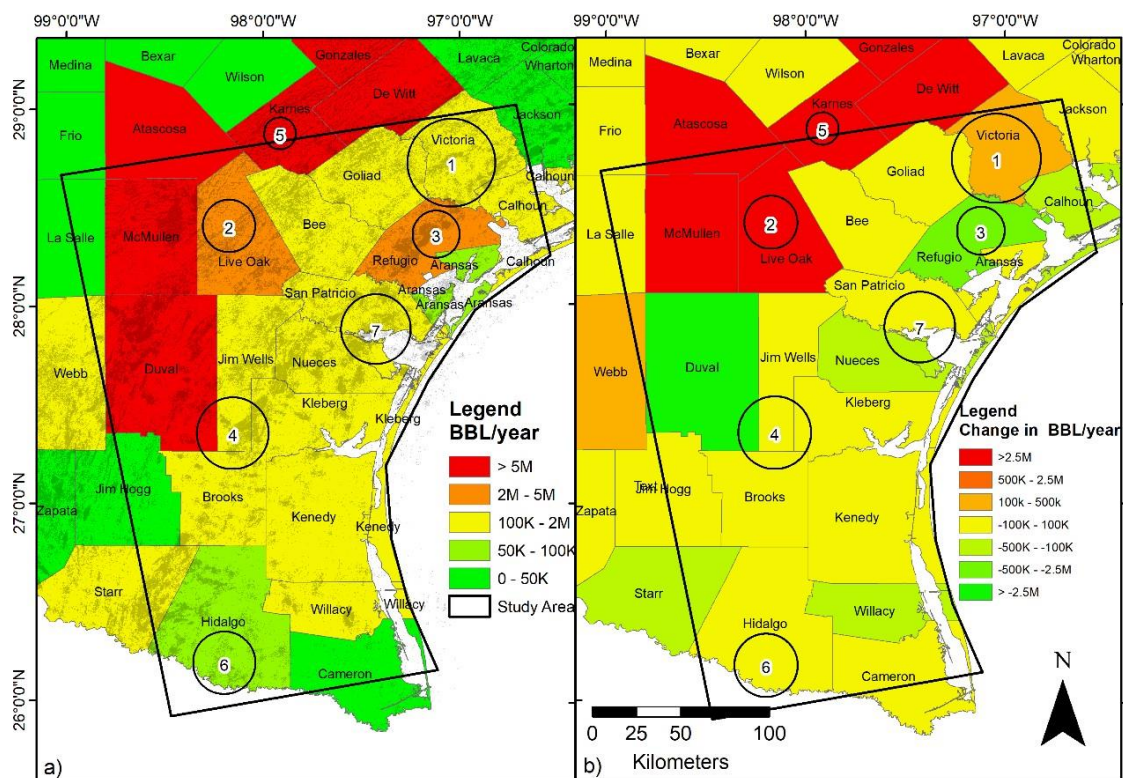 99°0'0"W
98°0'0"W
97°0'0"W
99°0'0"W
98°0'0"W
97°0'0"W
29°0'0"N
28°0'0"N
27°0'0"N
26°0'0"N
Medina
Bexar
Wilson
Gonzales
Lavaca
Colorado
Wharton
Karnes
De Witt
Jackson
Frio
Atascosa
5
Victoria
1
Goliad
Calhoun
Calhoun
La Salle
McMullen
2
Live Oak
Bee
3
Refugio
Aransas
Calhoun
Aransas
Aransas
Aransas
San Patricio
7
Webb
Duval
Jim Wells
Nueces
Kleberg
Kleberg
4
Jim Hogg
Zapata
Brooks
Kenedy
Kenedy
Starr
Hidalgo
Willacy
Willacy
6
Cameron
Legend
BBL/year
> 5M
2M - 5M
100K - 2M
50K - 100K
0 - 50K
Study Area
a)
Medina
Bexar
Wilson
Gonzales
Lavaca
Colorado
Wharton
Karnes
De Witt
Jackson
Frio
Atascosa
5
Victoria
1
Goliad
Calhoun
La Salle
McMullen
2
Live Oak
Bee
3
Refugio
Aransas
San Patricio
7
Webb
Duval
Jim Wells
Nueces
Kleberg
4
Text
Jim Hogg
Zapata
Brooks
Kenedy
Starr
Hidalgo
Willacy
6
Cameron
Legend
Change in BBL/year
>2.5M
500K - 2.5M
100k - 500k
-100K - 100K
-500K - -100K
-500K - -2.5M
> -2.5M
N
0 25 50 100
Kilometers
b)